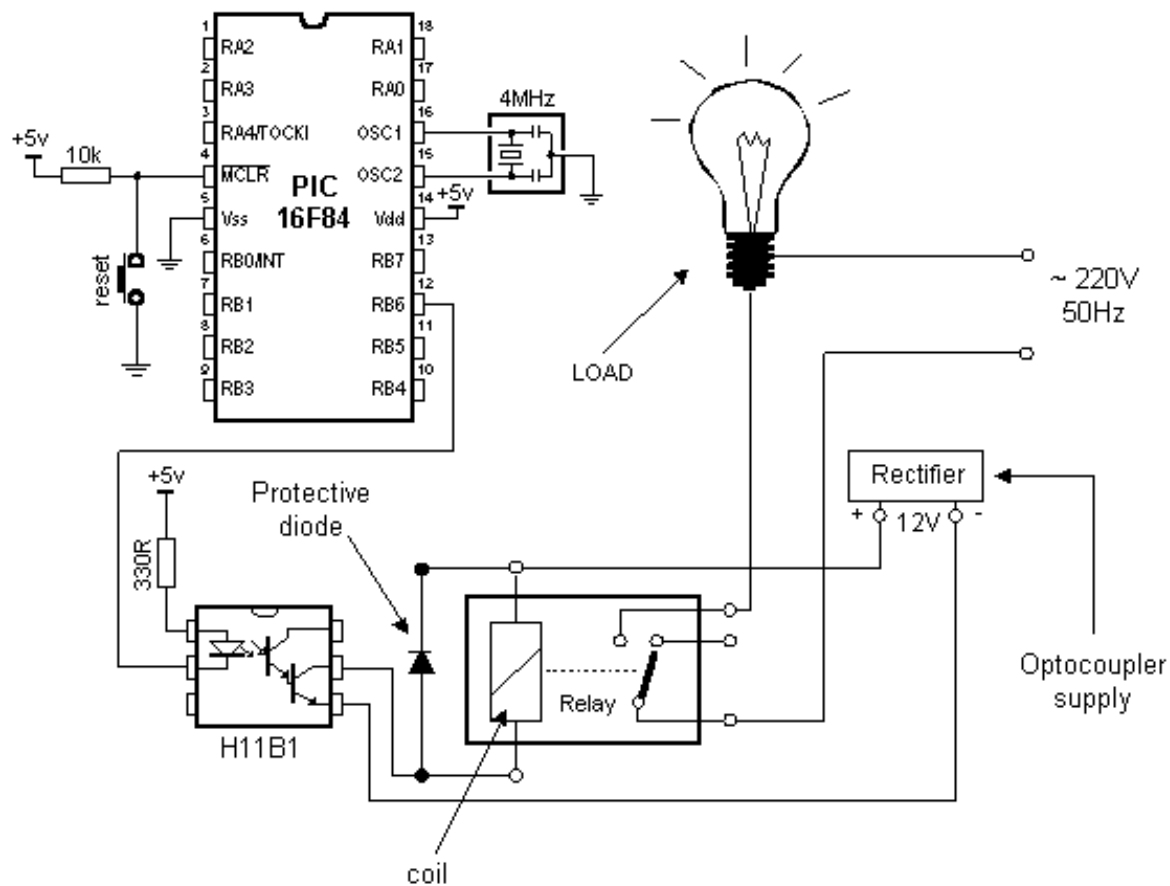 1
18
RA2
RA1
2
17
RA3
RA0
3
16
4MHz
RA4/TOCKI
OSC1
+5v
10k
4
15
MCLR
OSC2
PIC
16F84
5
14
+5v
Vss
Vdd
6
13
RB0/INT
RB7
reset
7
12
RB1
RB6
8
11
RB2
RB5
9
10
RB3
RB4
~ 220V
50Hz
LOAD
+5v
330R
H11B1
Protective
diode
Rectifier
+ 12V -
Relay
Optocoupler
supply
coil